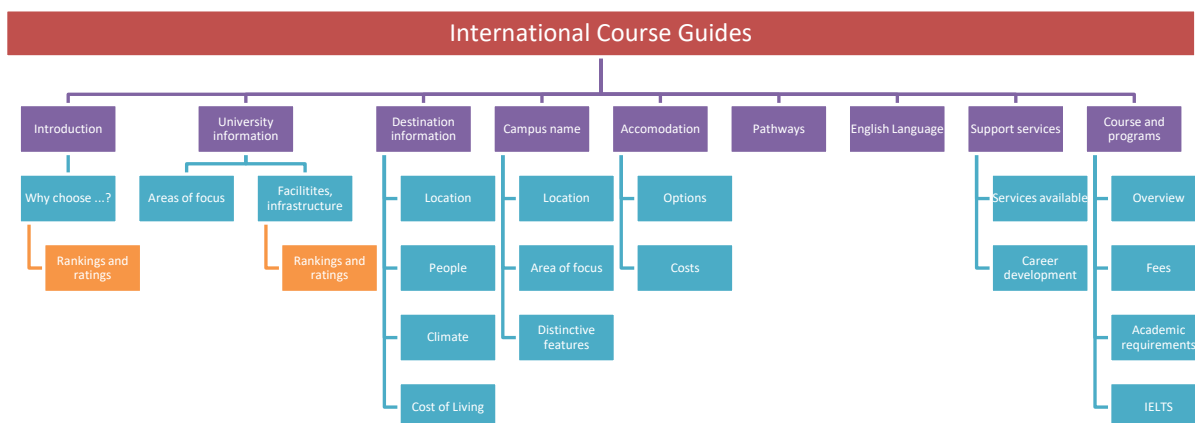 International Course Guides
Introduction
University
information
Destination
information
Campus name
Accomodation
Pathways
English Language
Support services
Course and
programs
Why choose ...?
Areas of focus
Facilitites,
infrastructure
Location
Location
Options
Services available
Overview
Rankings and
ratings
Rankings and
ratings
People
Area of focus
Costs
Career
development
Fees
Climate
Distinctive
features
Academic
requirements
Cost of Living
IELTS